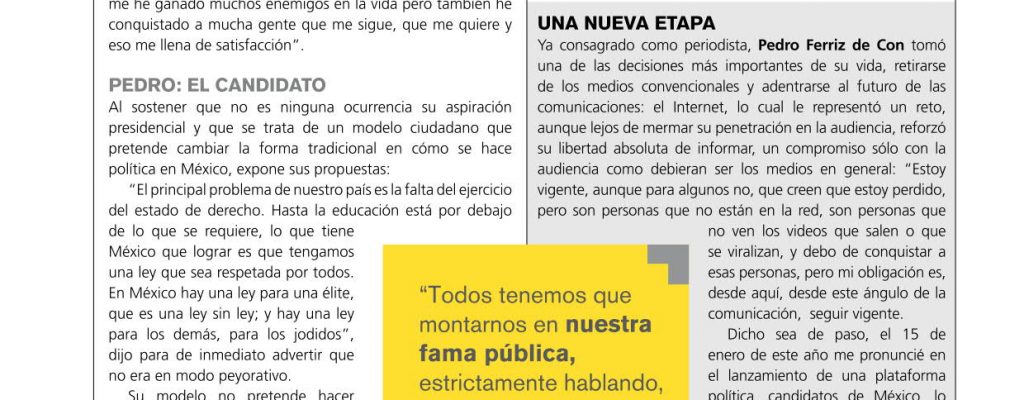 me he ganado muchos enemigos en la vida pero también he
conquistado a mucha gente que me sigue, que me quiere y
eso me llena de satisfacción”.
PEDRO: EL CANDIDATO
Al sostener que no es ninguna ocurrencia su aspiración
presidencial y que se trata de un modelo ciudadano que
pretende cambiar la forma tradicional en cómo se hace
política en México, expone sus propuestas:
“El principal problema de nuestro país es la falta del ejercicio
del estado de derecho. Hasta la educación está por debajo
de lo que se requiere, lo que tiene
México que lograr es que tengamos
una ley que sea respetada por todos.
En México hay una ley para una élite,
que es una ley sin ley; y hay una ley
para los demás, para los jodidos”,
dijo para de inmediato advertir que
no era en modo peyorativo.
Su modelo no pretende hacer
“Todos tenemos que
montarnos en nuestra
fama pública,
estrictamente hablando,
UNA NUEVA ETAPA
Ya consagrado como periodista, Pedro Ferriz de Con tomó
una de las decisiones más importantes de su vida, retirarse
de los medios convencionales y adentrarse al futuro de las
comunicaciones: el Internet, lo cual le representó un reto,
aunque lejos de mermar su penetración en la audiencia, reforzó
su libertad absoluta de informar, un compromiso sólo con la
audiencia como debieran ser los medios en general: “Estoy
vigente, aunque para algunos no, que creen que estoy perdido,
pero son personas que no están en la red, son personas que
no ven los videos que salen o que
se viralizan, y debo de conquistar a
esas personas, pero mi obligación es,
desde aquí, desde este ángulo de la
comunicación, seguir vigente.
Dicho sea de paso, el 15 de
enero de este año me pronuncié en
el lanzamiento de una plataforma
política, candidatos de México, lo